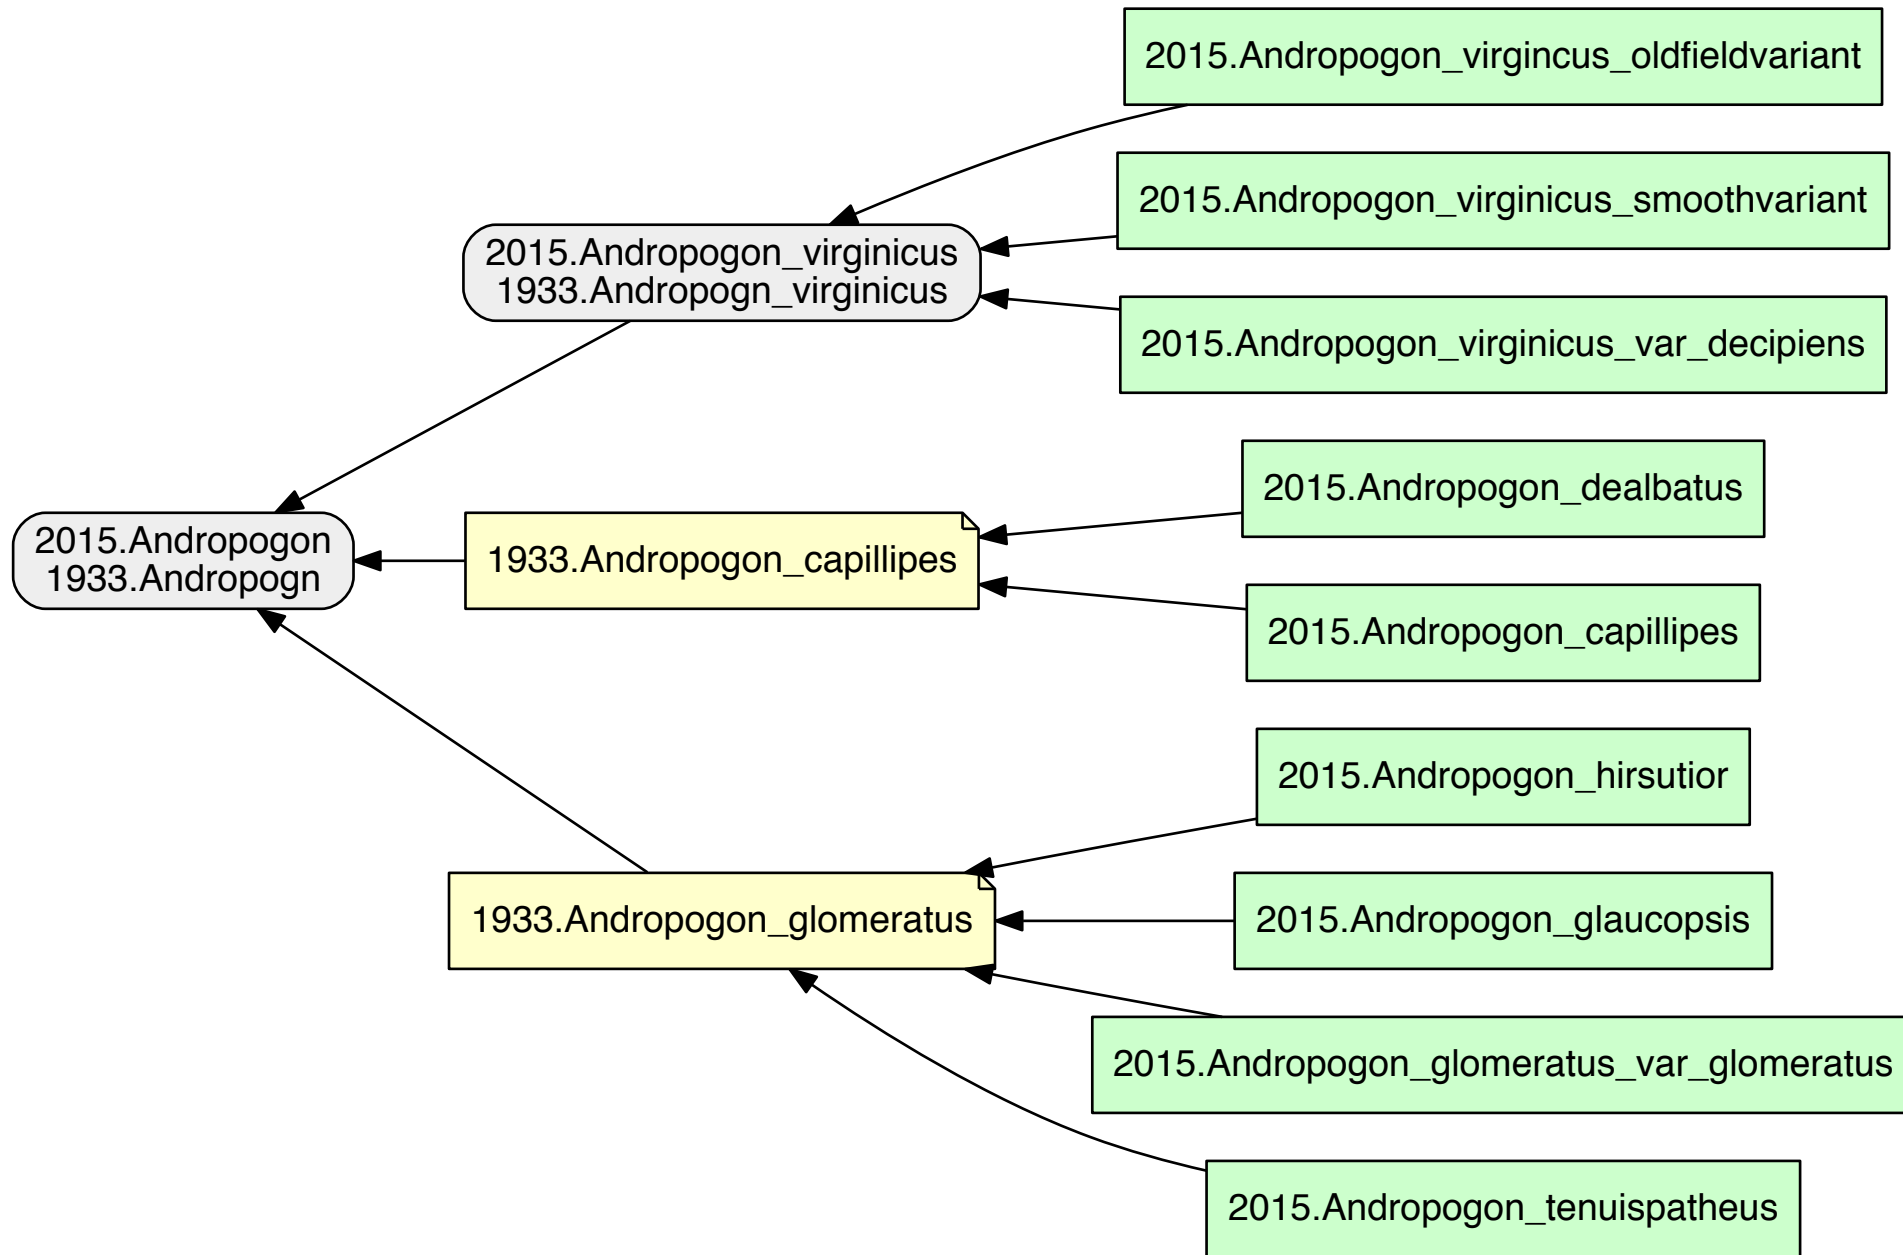 2015.Andropogon_virgincus_oldfieldvariant
2015.Andropogon_virginicus_smoothvariant
2015.Andropogon_virginicus
1933.Andropogn_virginicus
2015.Andropogon_virginicus_var_decipiens
2015.Andropogon_dealbatus
2015.Andropogon
1933.Andropogn
1933.Andropogon_capillipes
2015.Andropogon_capillipes
2015.Andropogon_hirsutior
1933.Andropogon_glomeratus
2015.Andropogon_glaucopsis
2015.Andropogon_glomeratus_var_glomeratus
2015.Andropogon_tenuispatheus